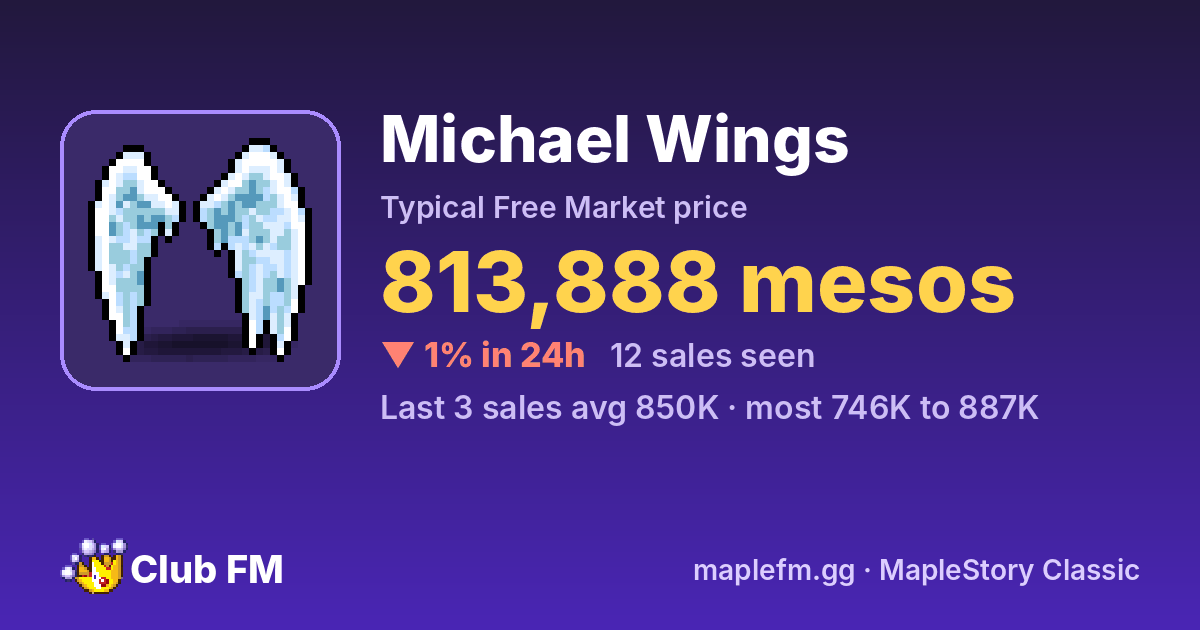 Michael Wings
Typical Free Market price
813,888 mesos
▼ 1% in 24h 12 sales seen
Last 3 sales avg 850K · most 746K to 887K
Club FM
maplefm.gg · MapleStory Classic